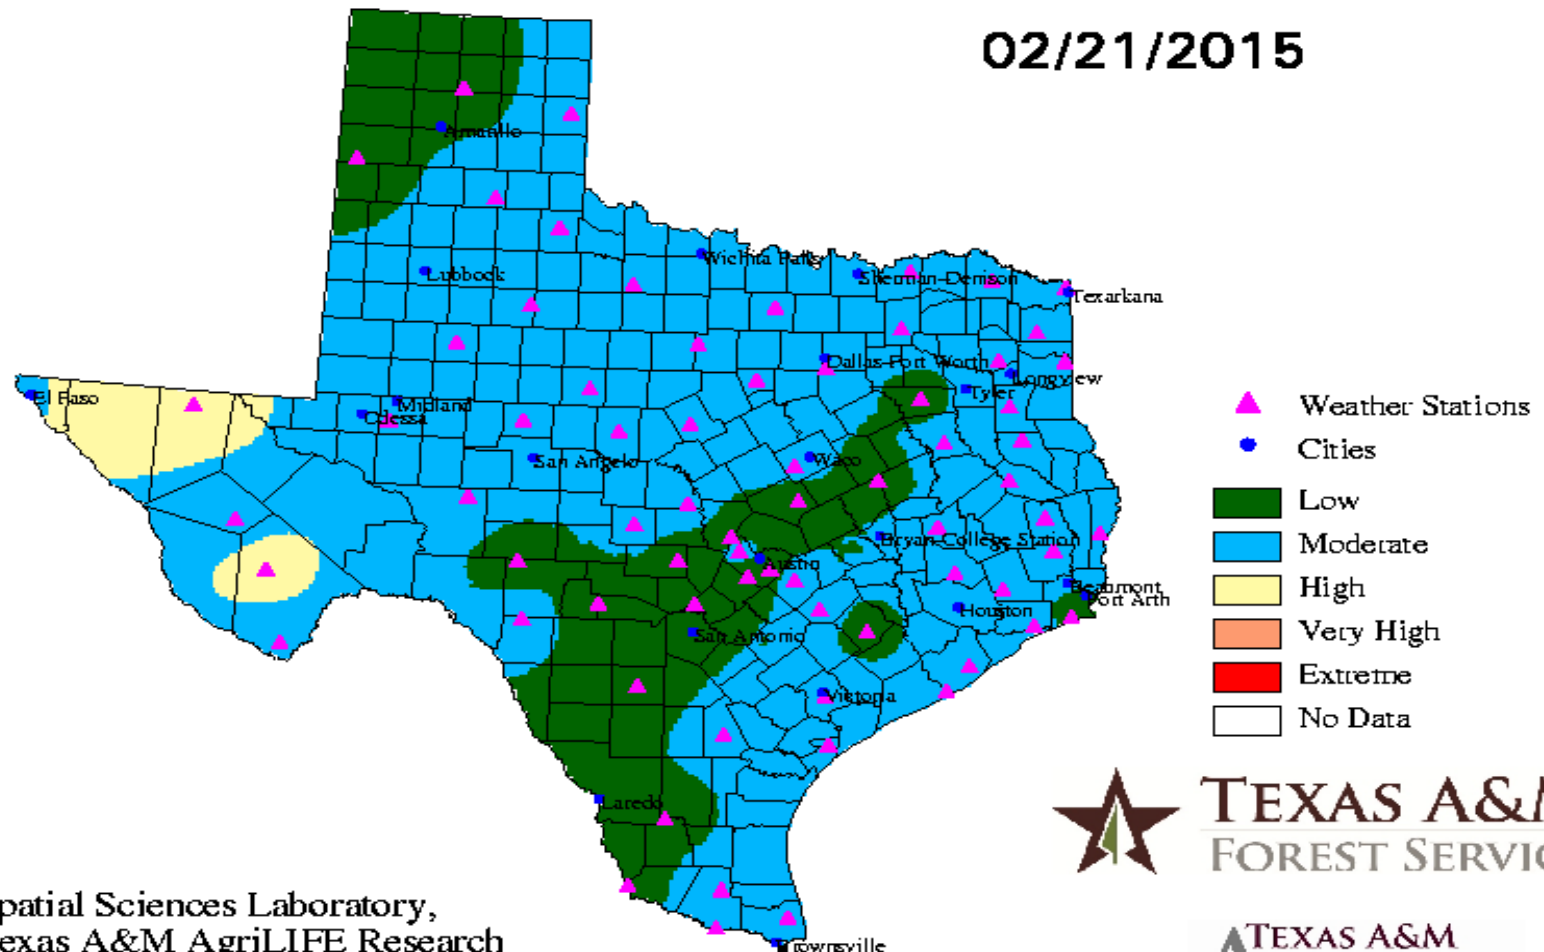 02/21/2015
Amarillo
Lubbock
Wichita Falls
Sherman-Denison
Texarkana
Dallas-Fort Worth
Longview
Tyler
El Paso
Midland
Odessa
San Angelo
Waco
Bryan-College Station
Austin
Beaumont
Port Arth
Houston
San Antonio
Victoria
Laredo
Brownsville
Weather Stations
Cities
Low
Moderate
High
Very High
Extreme
No Data
TEXAS A&M
FOREST SERVIC
patial Sciences Laboratory,
exas A&M AgriLIFE Research
TEXAS A&M